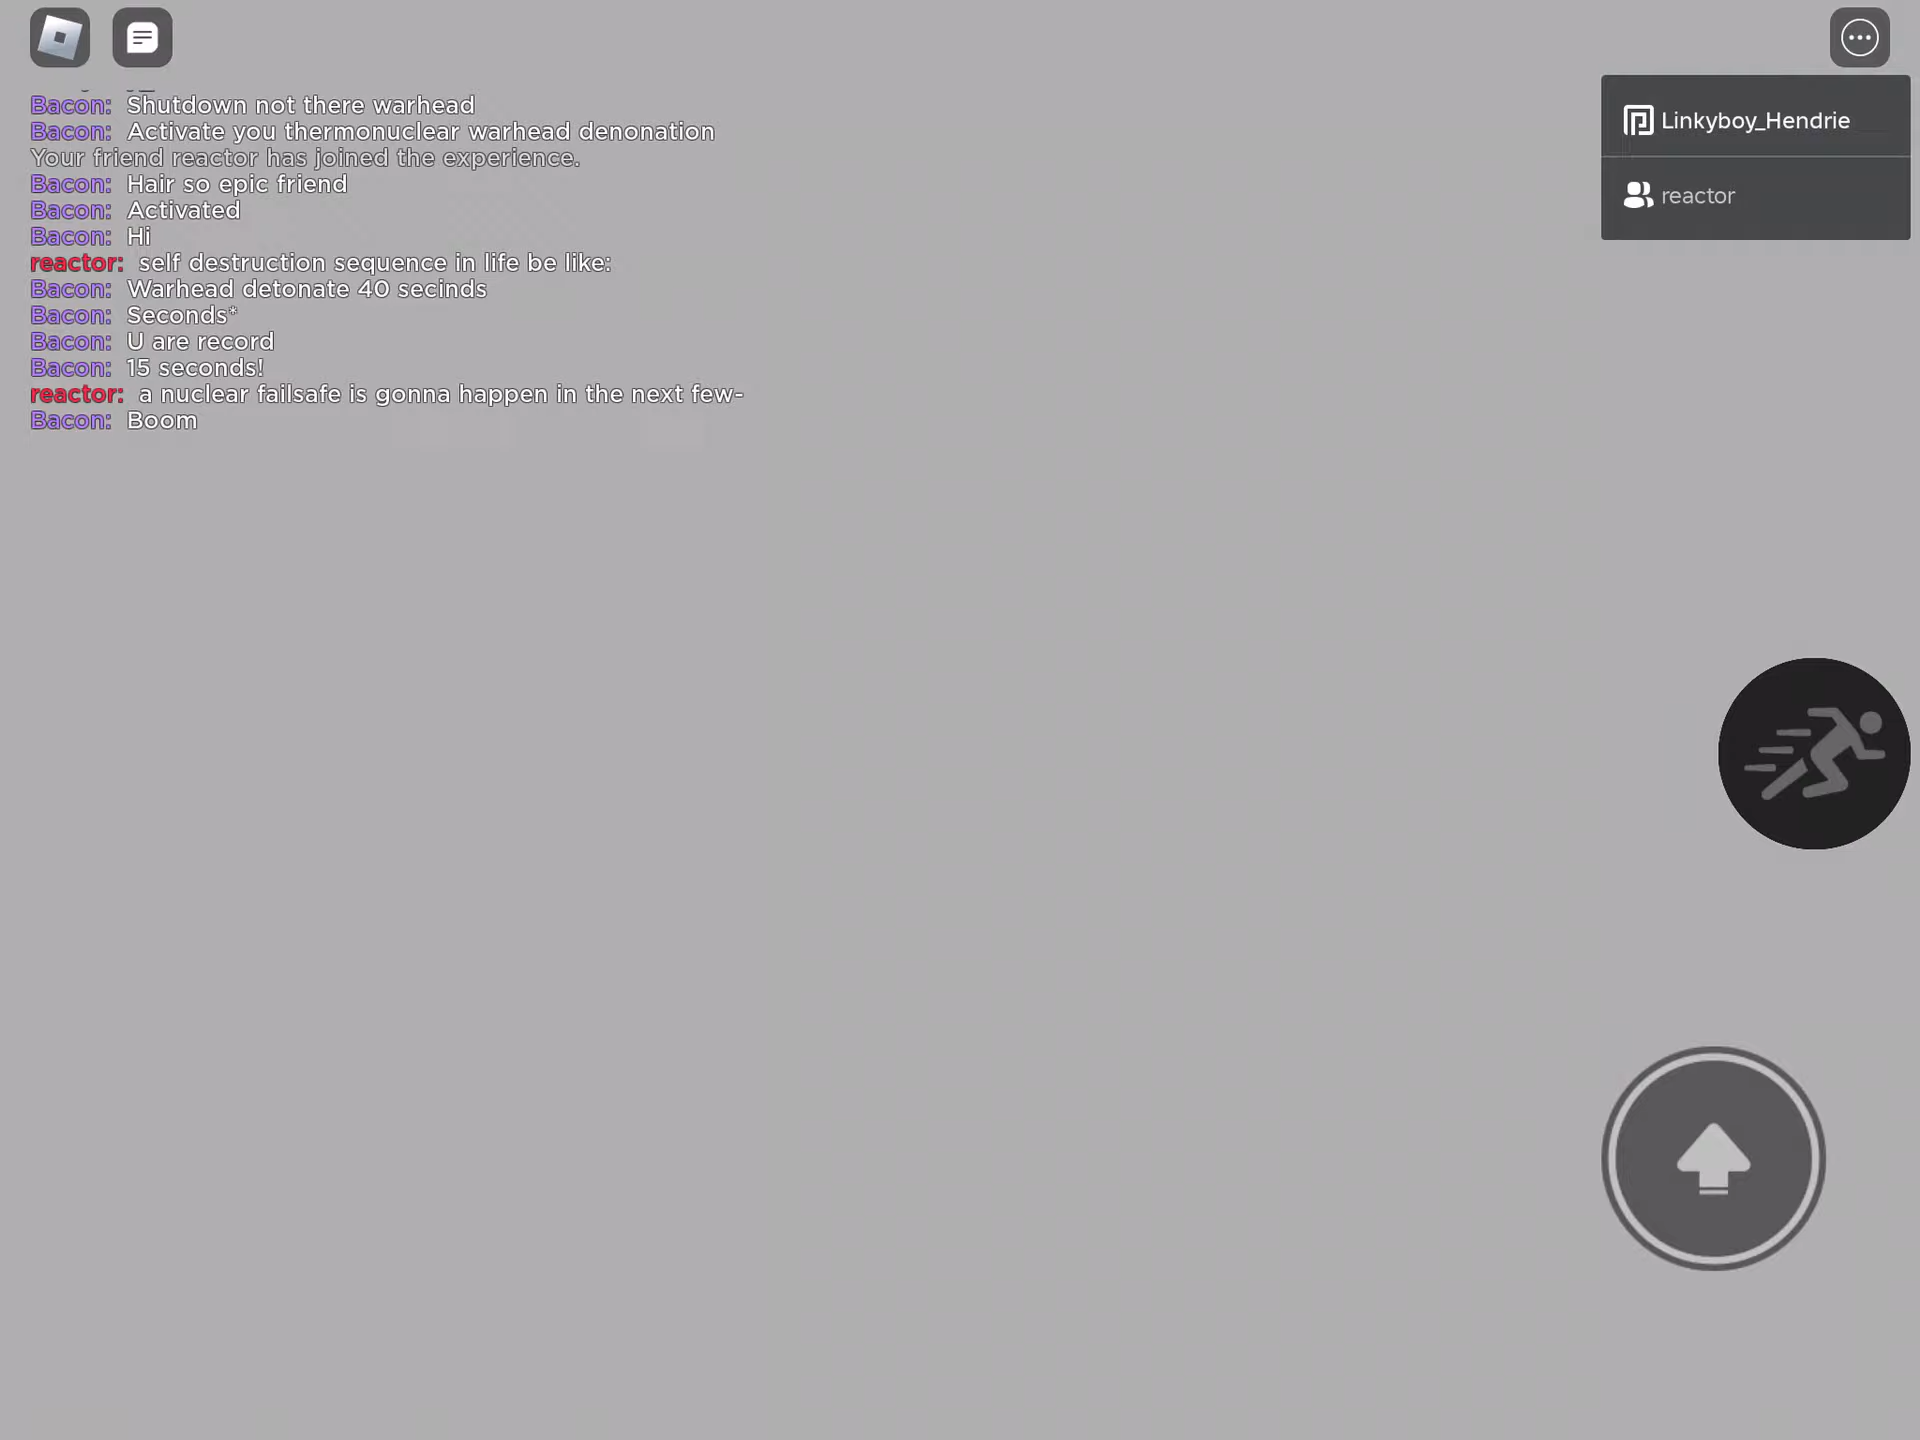 Bacon: Shutdown not there warhead
Bacon: Activate you thermonuclear warhead denonation
Your friend reactor has joined the experience.
Bacon: Hair so epic friend
Bacon: Activated
Bacon: Hi
reactor: self destruction sequence in life be like:
Bacon: Warhead detonate 40 secinds
Bacon: Seconds*
Bacon: U are record
Bacon: 15 seconds!
reactor: a nuclear failsafe is gonna happen in the next few-
Bacon: Boom
Linkyboy_Hendrie
reactor